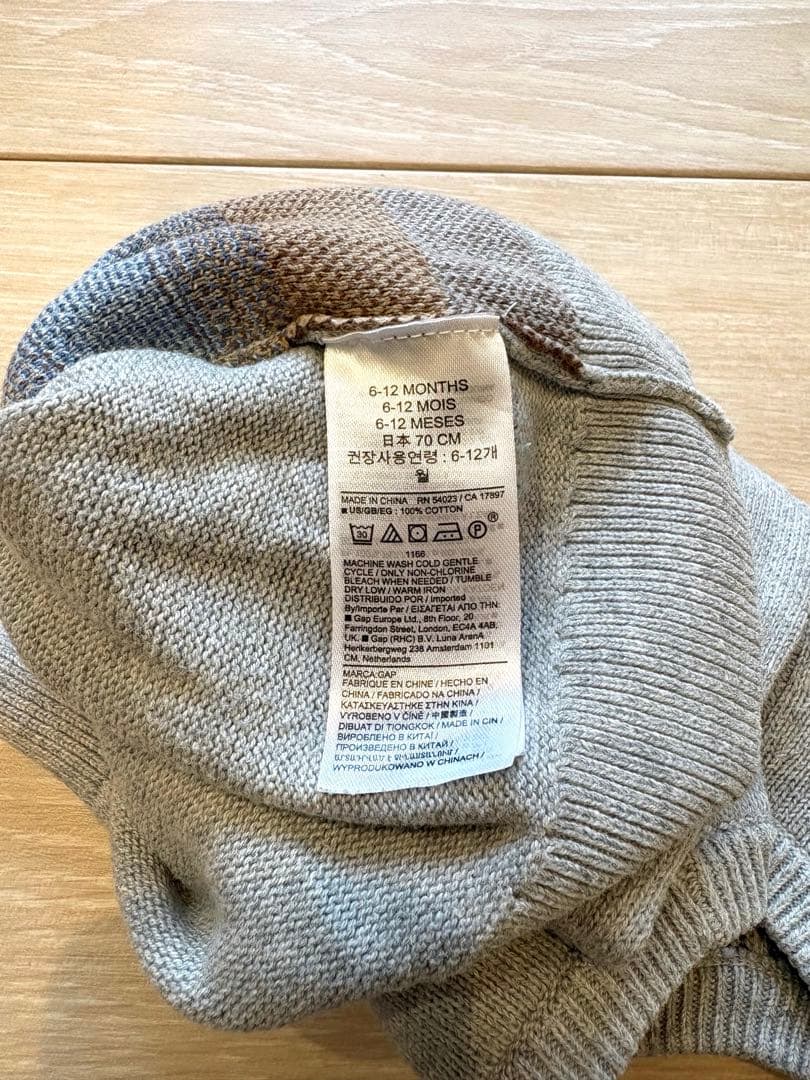 6-12 MONTHS
6-12 MOIS
6-12 MESES
日本 70 CM
권장사용연령 : 6-12개
월
MADE IN CHINA RN 54023 / CA 17897
■ US/GB/EG : 100% COTTON
30 P ®
1166
MACHINE WASH COLD GENTLE
CYCLE / ONLY NON-CHLORINE
BLEACH WHEN NEEDED / TUMBLE
DRY LOW / WARM IRON
DISTRIBUIDO POR / Imported
By/Importe Par / ΕΙΣΑΓΕΤΑΙ ΑΠΟ ΤΗΝ:
■ Gap Europe Ltd., 8th Floor, 20
Farringdon Street, London, EC4A 4AB,
UK. ■ Gap (RHC) B.V. Luna ArenA
Herikerbergweg 238 Amsterdam 1101
CM, Netherlands
MARCA:GAP
FABRIQUE EN CHINE / HECHO EN
CHINA / FABRICADO NA CHINA /
ΚΑΤΑΣΚΕΥΑΣΤΗΚΕ ΣΤΗΝ ΚΙΝΑ /
VYROBENO V ČÍNĚ / 中國製造 /
DIBUAT DI TIONGKOK / MADE IN CIN /
ВИРОБЛЕНО В КИТАЇ /
ПРОИЗВЕДЕНО В КИТАЙ /
WYPRODUKOWANO W CHINACH /